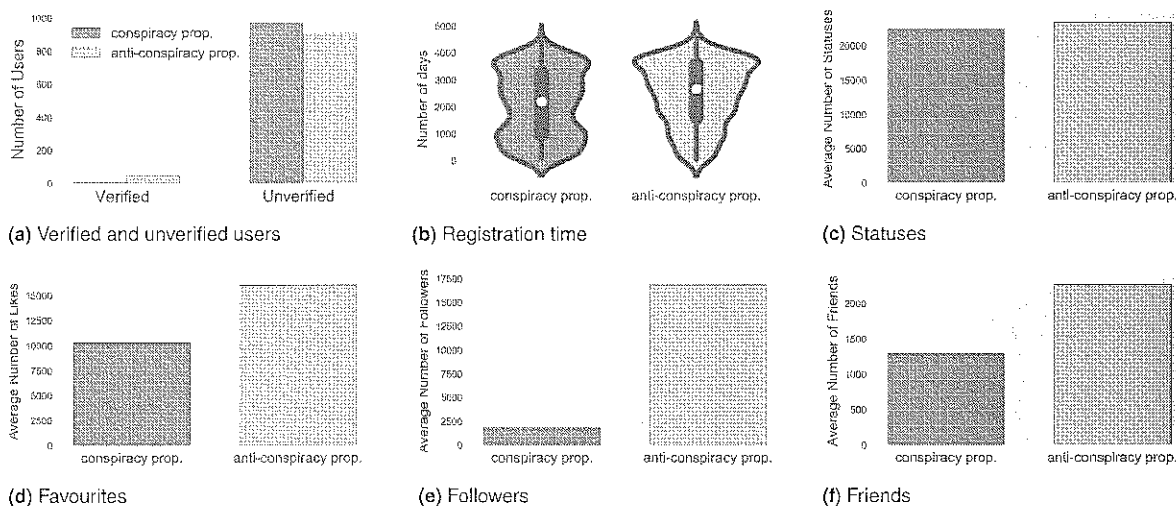 1000
800
600
400
200
0
Number of Users
conspiracy prop.
anti-conspiracy prop.
Verified Unverified
(a) Verified and unverified users
5000
4000
3000
2000
1000
0
Number of days
conspiracy prop. anti-conspiracy prop.
(b) Registration time
20000
15000
10000
5000
0
Average Number of Statuses
conspiracy prop. anti-conspiracy prop.
(c) Statuses
15000
12500
10000
7500
5000
2500
0
Average Number of Likes
conspiracy prop. anti-conspiracy prop.
(d) Favourites
17500
15000
12500
10000
7500
5000
2500
0
Average Number of Followers
conspiracy prop. anti-conspiracy prop.
(e) Followers
2000
1500
1000
500
0
Average Number of Friends
conspiracy prop. anti-conspiracy prop.
(f) Friends